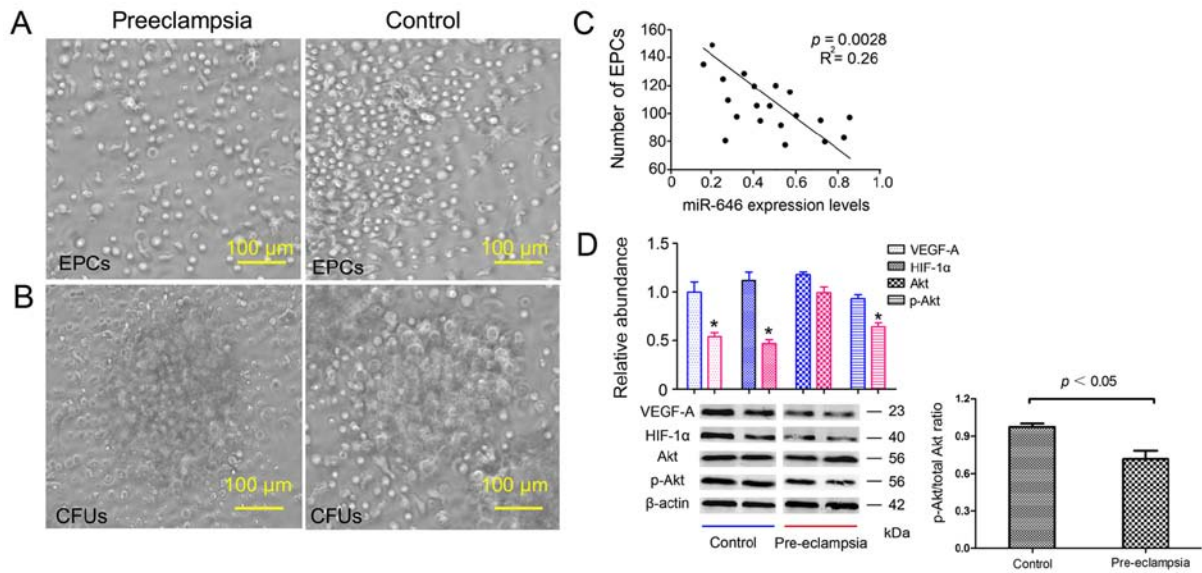 A
Preeclampsia
Control
100 µm
EPCs
100 µm
EPCs
B
100 µm
CFUs
100 µm
CFUs
C
Number of EPCs
160
140
120
100
80
60
p = 0.0028
R2 = 0.26
0 0.2 0.4 0.6 0.8 1.0
miR-646 expression levels
D
Relative abundance
1.5
1.0
0.5
0
* * *
VEGF-A
HIF-1α
Akt
p-Akt
VEGF-A — 23
HIF-1α — 40
Akt — 56
p-Akt — 56
β-actin — 42
kDa
Control Pre-eclampsia
p-Akt/total Akt ratio
1.2
0.9
0.6
0.3
0.0
p < 0.05
Control Pre-eclampsia